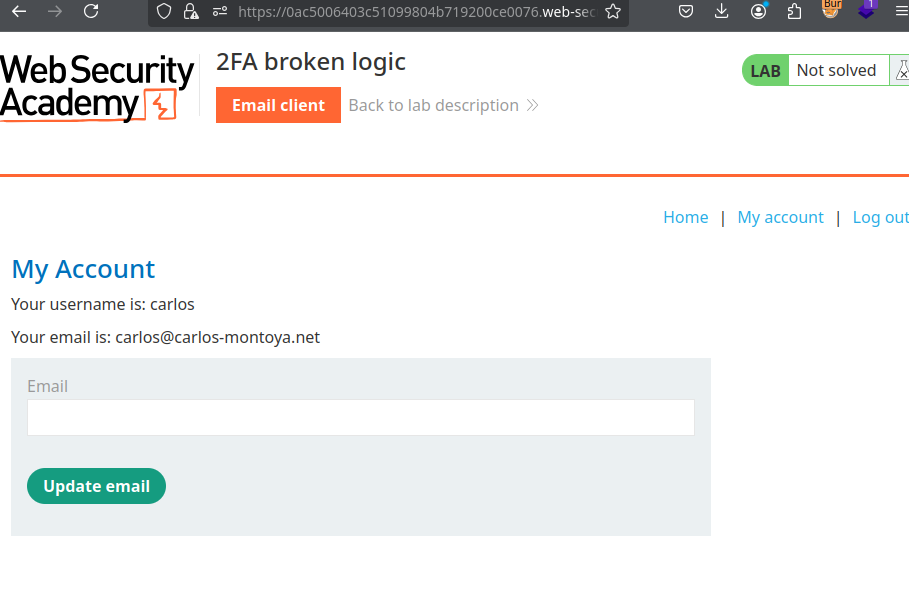 https://0ac5006403c51099804b719200ce0076.web-sec
Bur
1
Web Security
Academy
2FA broken logic
Email client
Back to lab description
LAB
Not solved
Home | My account | Log out
My Account
Your username is: carlos
Your email is: carlos@carlos-montoya.net
Email
Update email